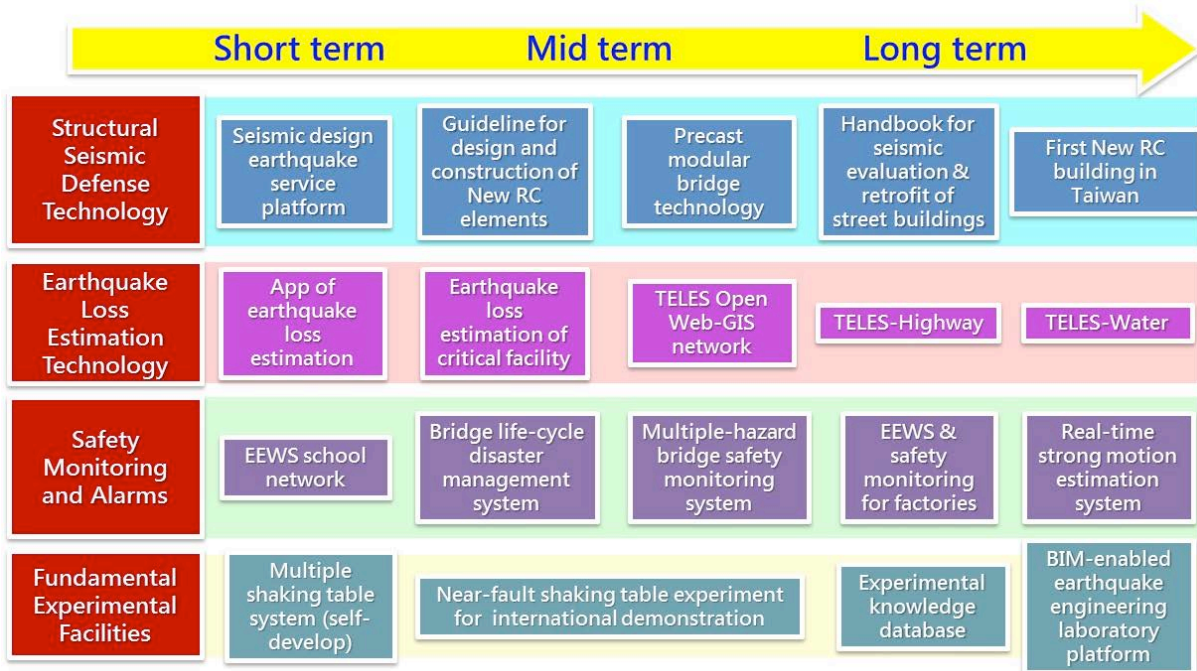 Short term
Mid term
Long term
Structural
Seismic
Defense
Technology
Seismic design
earthquake
service
platform
Guideline for
design and
construction of
New RC
elements
Precast
modular
bridge
technology
Handbook for
seismic
evaluation &
retrofit of
street buildings
First New RC
building in
Taiwan
Earthquake
Loss
Estimation
Technology
App of
earthquake
loss
estimation
Earthquake
loss
estimation of
critical facility
TELES Open
Web-GIS
network
TELES-Highway
TELES-Water
Safety
Monitoring
and Alarms
EEWS school
network
Bridge life-cycle
disaster
management
system
Multiple-hazard
bridge safety
monitoring
system
EEWS &
safety
monitoring
for factories
Real-time
strong motion
estimation
system
Fundamental
Experimental
Facilities
Multiple
shaking table
system (self-
develop)
Near-fault shaking table experiment
for international demonstration
Experimental
knowledge
database
BIM-enabled
earthquake
engineering
laboratory
platform